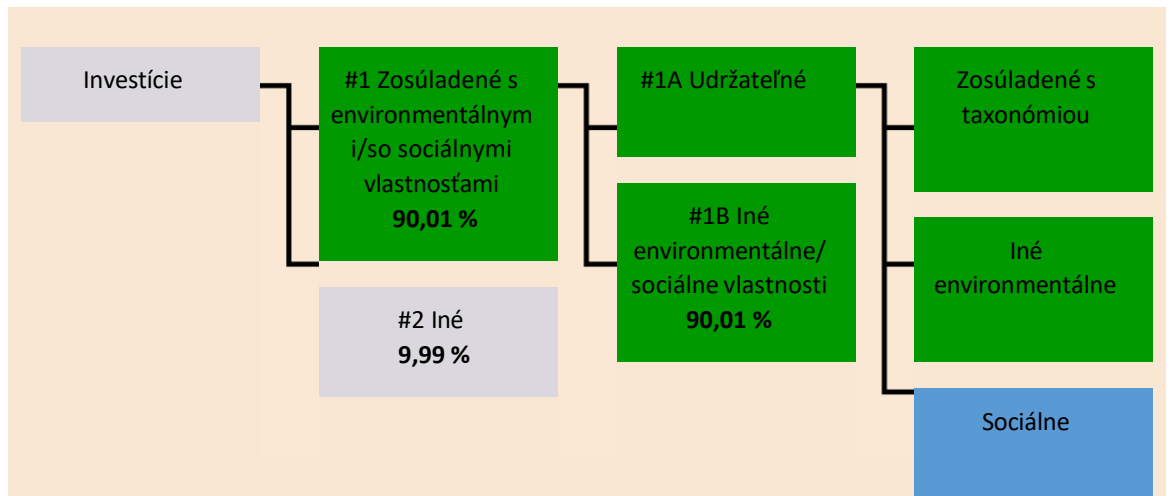 Investície
#1 Zosúladené s
environmentálnym
i/so sociálnymi
vlastnosťami
90,01 %
#2 Iné
9,99 %
#1A Udržateľné
#1B Iné
environmentálne/
sociálne vlastnosti
90,01 %
Zosúladené s
taxonómiou
Iné
environmentálne
Sociálne